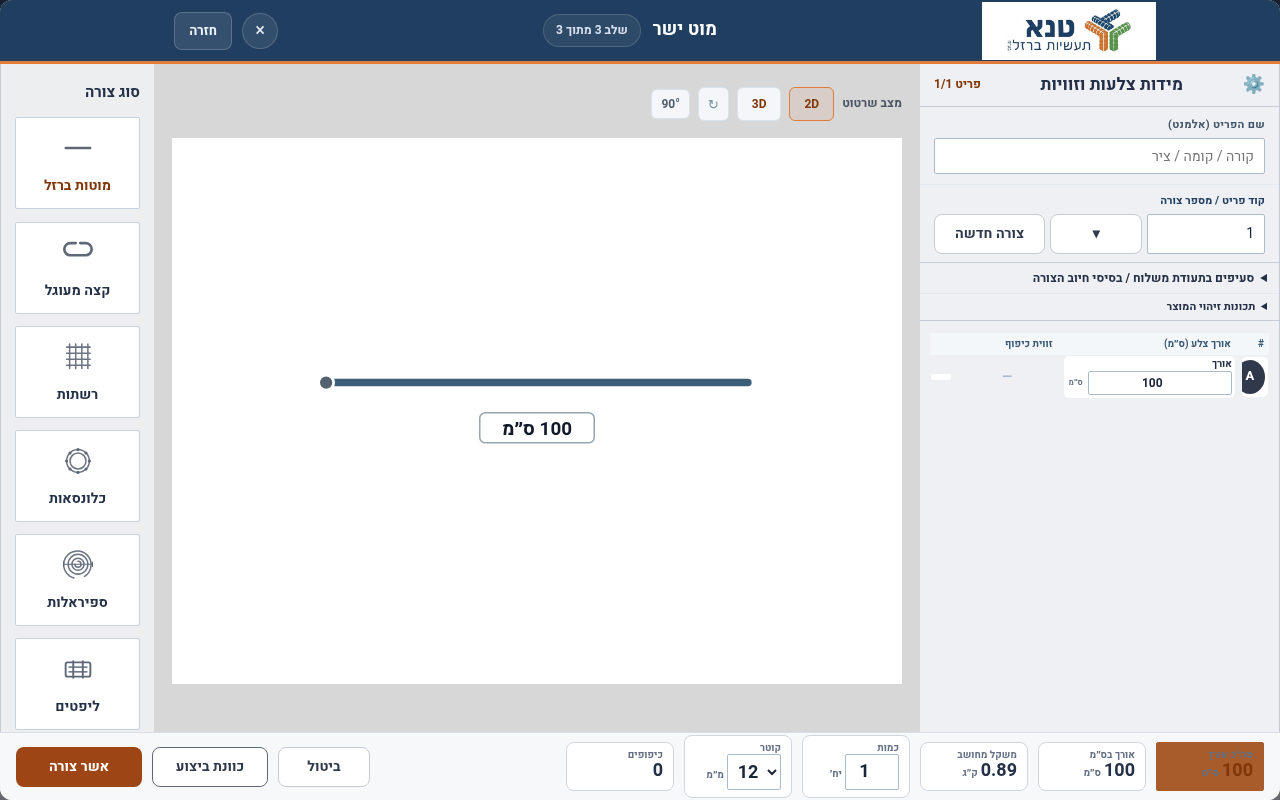 טנא
תעשיות ברזל
מוט ישר
שלב 3 מתוך 3
×
חזרה
מידות צלעות וזוויות
פריט 1/1
שם הפריט (אלמנט)
קורה / קומה / ציר
קוד פריט / מספר צורה
1
▼
צורה חדשה
◀ סעיפים בתעודת משלוח / בסיסי חיוב הצורה
◀ תכונות זיהוי המוצר
# אורך צלע (ס״מ) זווית כיפוף
A
אורך
100 ס״מ
—
מצב שרטוט
2D
3D
↻
90°
100 ס״מ
סוג צורה
מוטות ברזל
קצה מעוגל
רשתות
כלונסאות
ספיראלות
ליפטים
100
אורך בס״מ
100 ס״מ
משקל מחושב
0.89 ק״ג
כמות
1 יח׳
קוטר
12 מ״מ
כיפופים
0
ביטול
כוונת ביצוע
אשר צורה